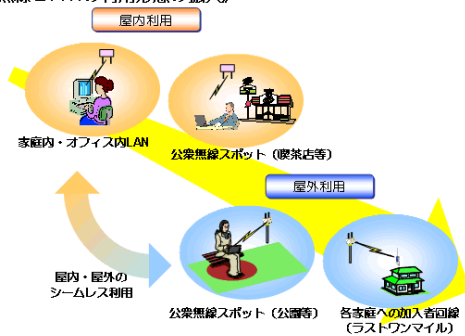 屋内利用
家庭内・オフィス内LAN
公衆無線スポット（喫茶店等）
屋外利用
屋内・屋外の
シームレス利用
公衆無線スポット（公園等）
各家庭への加入者回線
（ラストワンマイル）